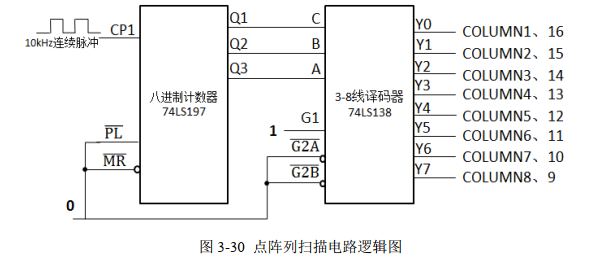 CP1
10kHz连续脉冲
Q1
Q2
Q3
八进制计数器
74LS197
PL
MR
0
C
B
A
3-8线译码器
74LS138
1
G1
G2A
G2B
Y0 COLUMN1、16
Y1 COLUMN2、15
Y2 COLUMN3、14
Y3 COLUMN4、13
Y4 COLUMN5、12
Y5 COLUMN6、11
Y6 COLUMN7、10
Y7 COLUMN8、9
图 3-30 点阵列扫描电路逻辑图